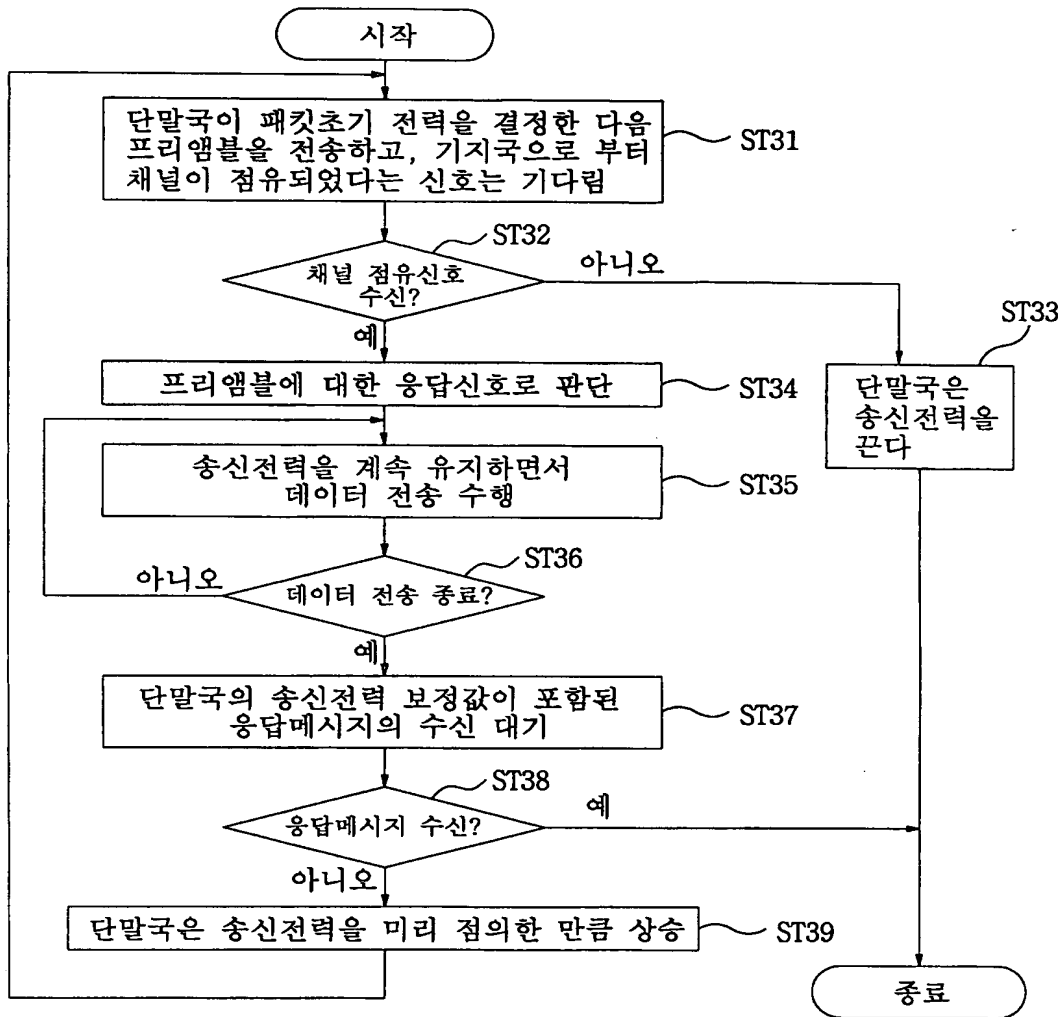 시작
단말국이 패킷초기 전력을 결정한 다음
프리앰블을 전송하고, 기지국으로 부터
채널이 점유되었다는 신호는 기다림
ST31
ST32
채널 점유신호
수신?
아니오
예
ST33
단말국은
송신전력을
끈다
프리앰블에 대한 응답신호로 판단
ST34
송신전력을 계속 유지하면서
데이터 전송 수행
ST35
ST36
아니오
데이터 전송 종료?
예
단말국의 송신전력 보정값이 포함된
응답메시지의 수신 대기
ST37
ST38
응답메시지 수신?
예
아니오
단말국은 송신전력을 미리 점의한 만큼 상승
ST39
종료